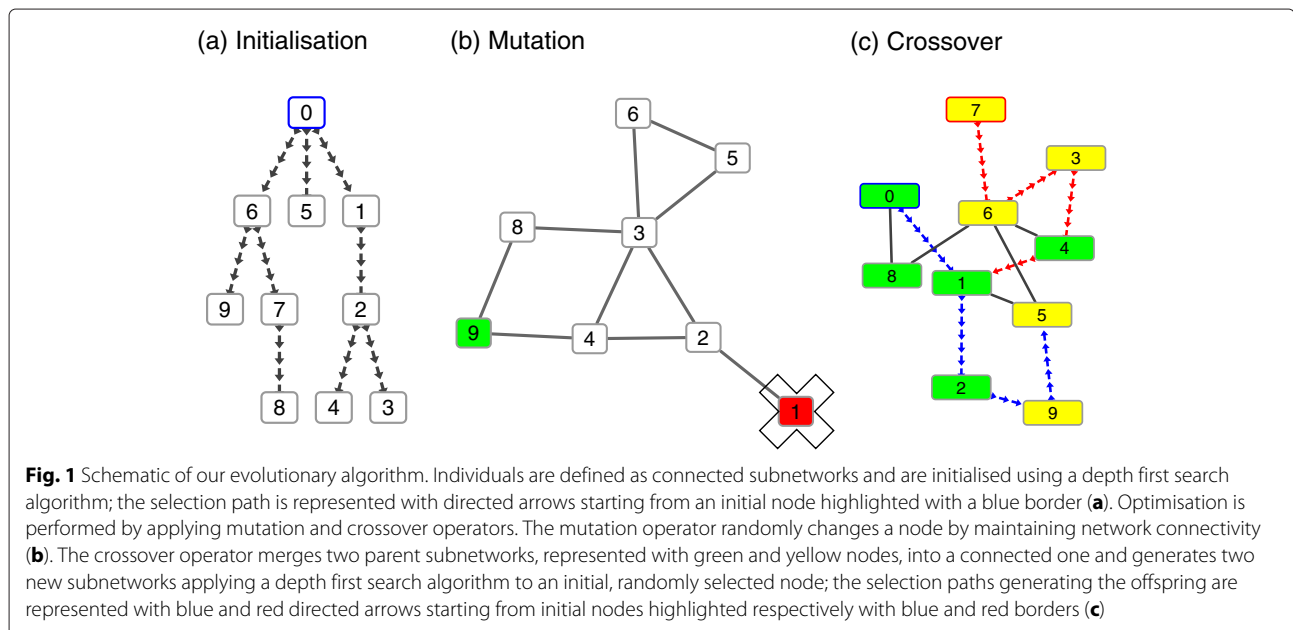 (a) Initialisation
(b) Mutation
(c) Crossover
0
6 5 1
9 7 2
8 4 3
6
5
8
3
9
4
2
1
7
3
0
6
4
8
1
5
2
9
Fig. 1 Schematic of our evolutionary algorithm. Individuals are defined as connected subnetworks and are initialised using a depth first search
algorithm; the selection path is represented with directed arrows starting from an initial node highlighted with a blue border (a). Optimisation is
performed by applying mutation and crossover operators. The mutation operator randomly changes a node by maintaining network connectivity
(b). The crossover operator merges two parent subnetworks, represented with green and yellow nodes, into a connected one and generates two
new subnetworks applying a depth first search algorithm to an initial, randomly selected node; the selection paths generating the offspring are
represented with blue and red directed arrows starting from initial nodes highlighted respectively with blue and red borders (c)